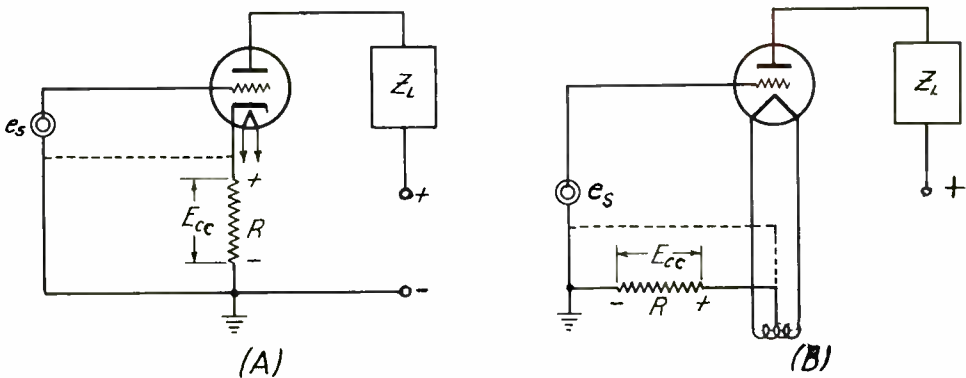 e_s
Z_L
+
E_cc
+
R
-
-
(A)
Z_L
+
e_s
E_cc
- R +
(B)